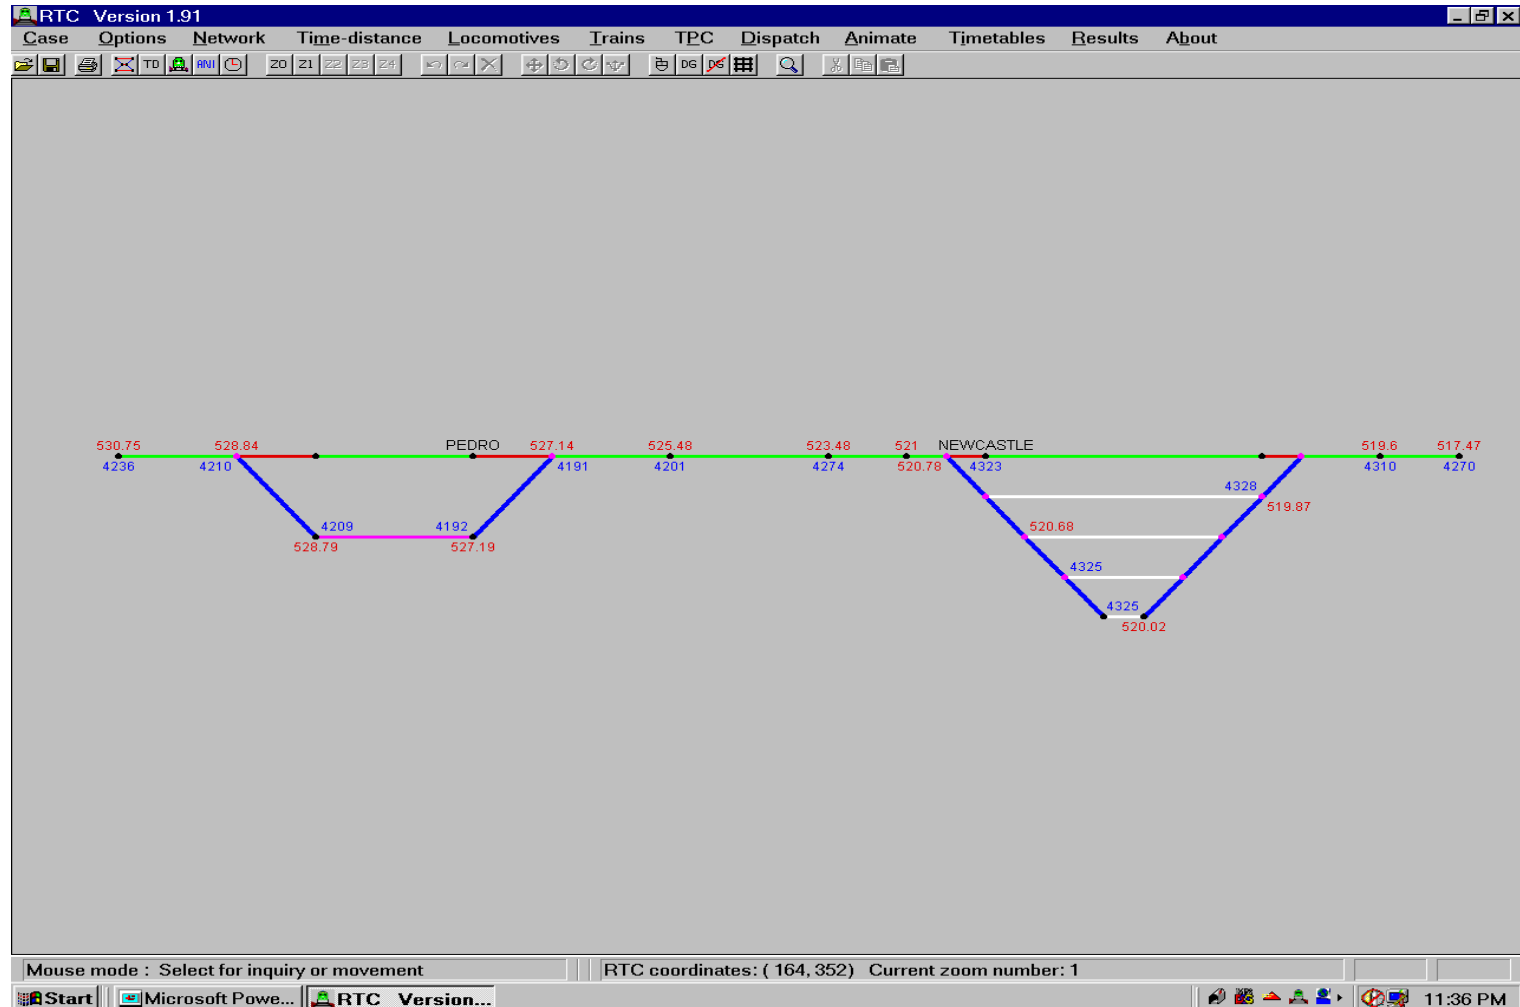 RTC Version 1.91
Case Options Network Time-distance Locomotives Trains TPC Dispatch Animate Timetables Results About
TD ANI Z0 Z1 Z2 Z3 Z4 DG DG
530.75 528.84 PEDRO 527.14 525.48 523.48 521 NEWCASTLE 519.6 517.47
4236 4210 4191 4201 4274 520.78 4323 4310 4270
4328
519.87
4209 4192 520.68
528.79 527.19
4325
4325
520.02
Mouse mode : Select for inquiry or movement RTC coordinates: ( 164, 352) Current zoom number: 1
Start Microsoft Powe... RTC Version... 11:36 PM